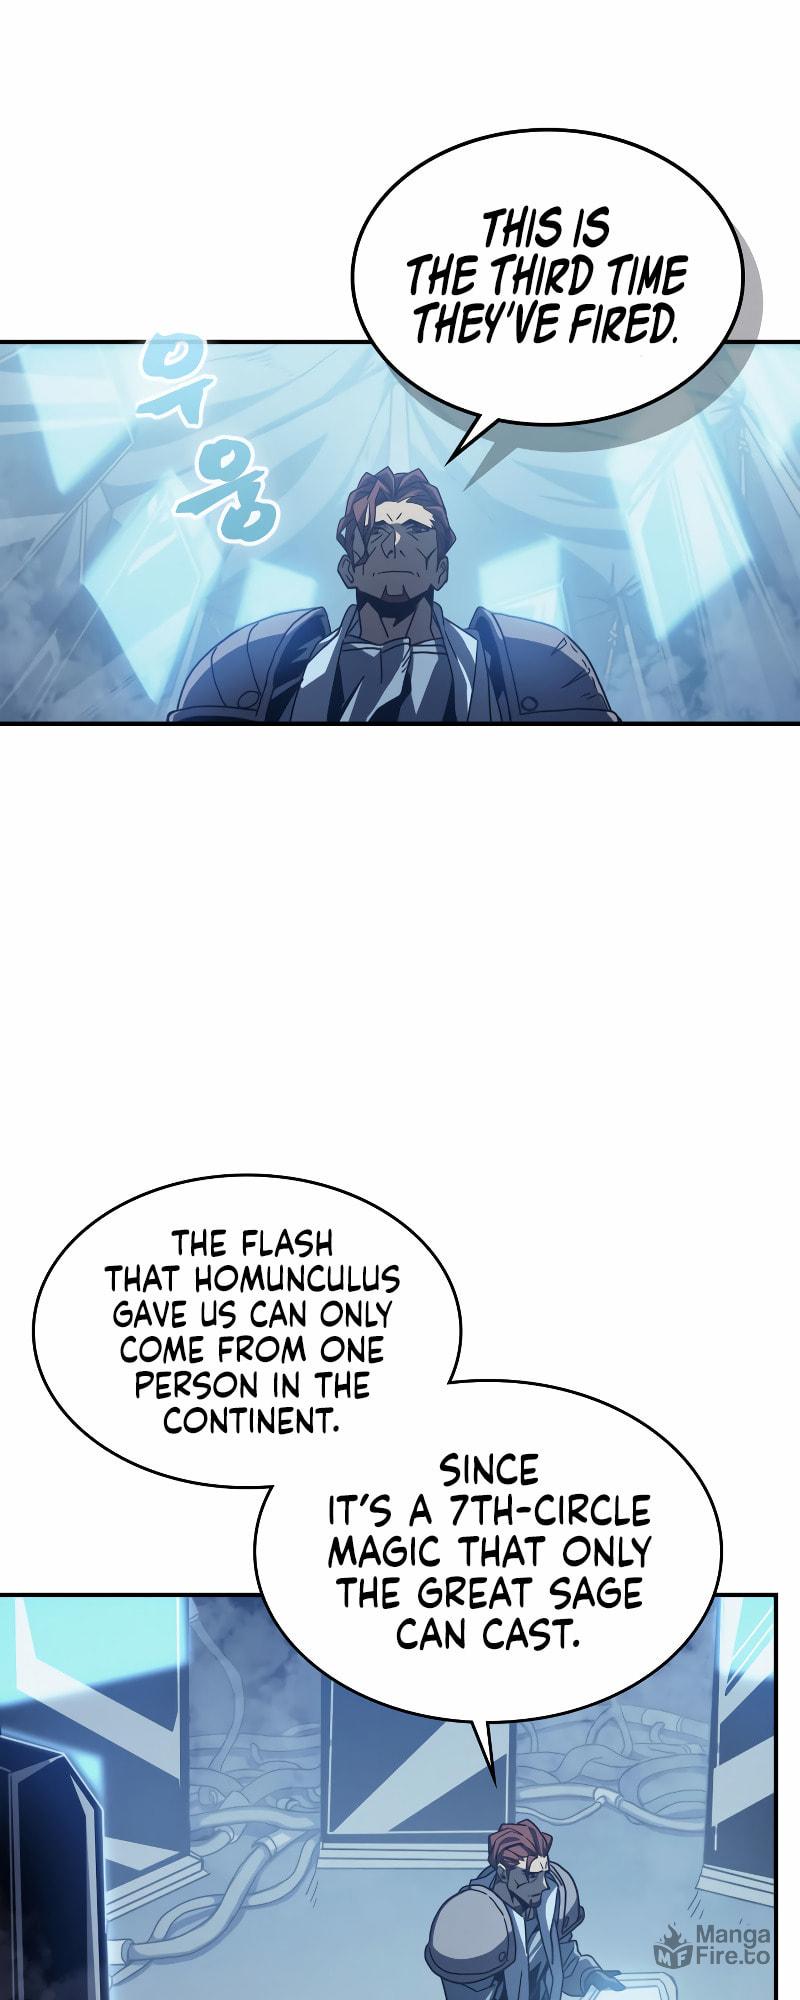 THIS IS
THE THIRD TIME
THEY'VE FIRED.
우
웅
THE FLASH
THAT HOMUNCULUS
GAVE US CAN ONLY
COME FROM ONE
PERSON IN THE
CONTINENT.
SINCE
IT'S A 7TH-CIRCLE
MAGIC THAT ONLY
THE GREAT SAGE
CAN CAST.
MF Manga
Fire.to